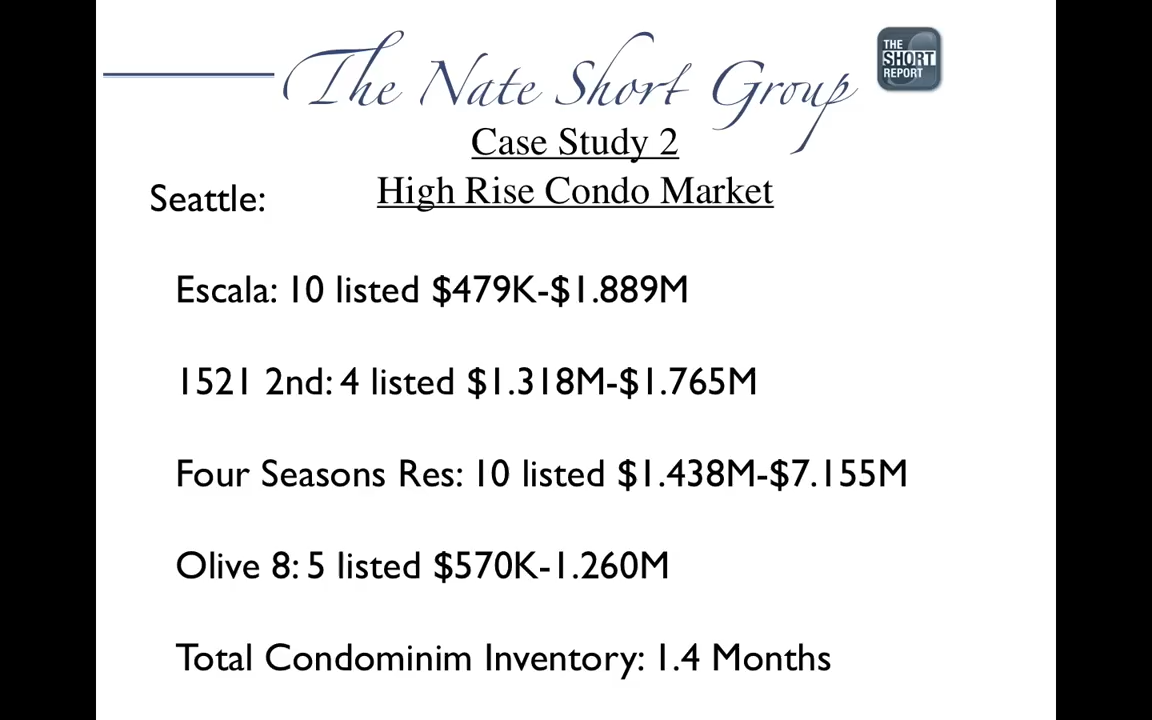 The Nate Short Group
THE
SHORT
REPORT
Case Study 2
High Rise Condo Market
Seattle:
Escala: 10 listed $479K-$1.889M
1521 2nd: 4 listed $1.318M-$1.765M
Four Seasons Res: 10 listed $1.438M-$7.155M
Olive 8: 5 listed $570K-1.260M
Total Condominim Inventory: 1.4 Months